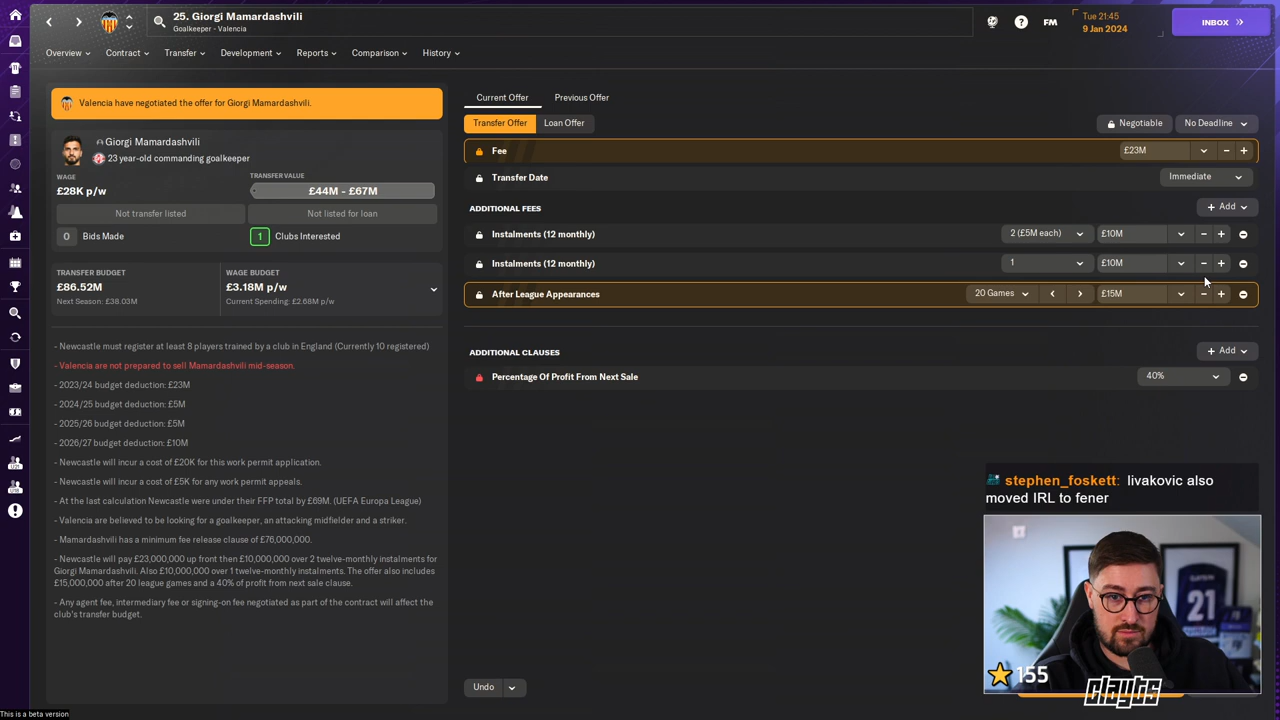 25. Giorgi Mamardashvili
Goalkeeper - Valencia
FM
Tue 21:45
9 Jan 2024
INBOX
Overview
Contract
Transfer
Development
Reports
Comparison
History
Valencia have negotiated the offer for Giorgi Mamardashvili.
Giorgi Mamardashvili
23 year-old commanding goalkeeper
WAGE
£28K p/w
TRANSFER VALUE
£44M - £67M
Not transfer listed
Not listed for loan
0 Bids Made
1 Clubs Interested
TRANSFER BUDGET
£86.52M
Next Season: £38.03M
WAGE BUDGET
£3.18M p/w
Current Spending: £2.68M p/w
- Newcastle must register at least 8 players trained by a club in England (Currently 10 registered)
- Valencia are not prepared to sell Mamardashvili mid-season.
- 2023/24 budget deduction: £23M
- 2024/25 budget deduction: £5M
- 2025/26 budget deduction: £5M
- 2026/27 budget deduction: £10M
- Newcastle will incur a cost of £20K for this work permit application.
- Newcastle will incur a cost of £5K for any work permit appeals.
- At the last calculation Newcastle were under their FFP total by £69M. (UEFA Europa League)
- Valencia are believed to be looking for a goalkeeper, an attacking midfielder and a striker.
- Mamardashvili has a minimum fee release clause of £76,000,000.
- Newcastle will pay £23,000,000 up front then £10,000,000 over 2 twelve-monthly instalments for
Giorgi Mamardashvili. Also £10,000,000 over 1 twelve-monthly instalments. The offer also includes
£15,000,000 after 20 league games and a 40% of profit from next sale clause.
- Any agent fee, intermediary fee or signing-on fee negotiated as part of the contract will affect the
club's transfer budget.
Current Offer
Previous Offer
Transfer Offer
Loan Offer
Negotiable
No Deadline
Fee
£23M
Transfer Date
Immediate
ADDITIONAL FEES
+ Add
Instalments (12 monthly)
2 (£5M each)
£10M
Instalments (12 monthly)
1
£10M
After League Appearances
20 Games
£15M
ADDITIONAL CLAUSES
+ Add
Percentage Of Profit From Next Sale
40%
stephen_foskett: livakovic also
moved IRL to fener
21
155
clayts
Undo
This is a beta version